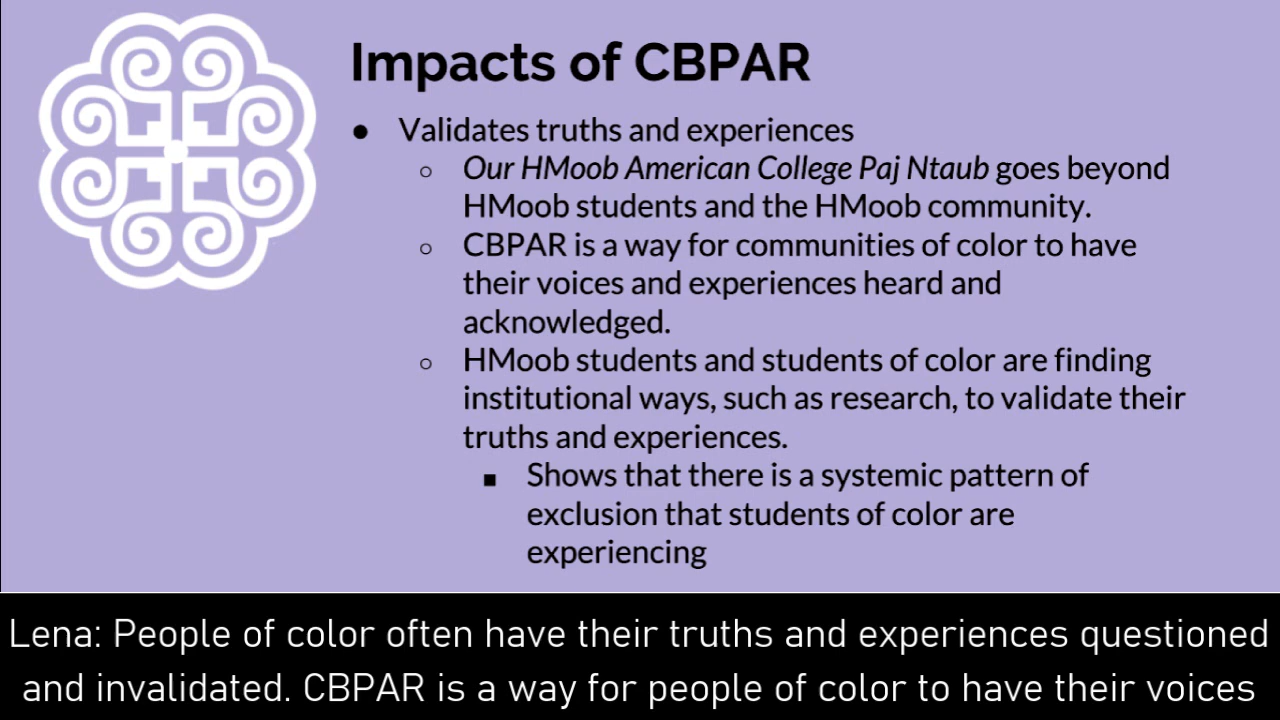 Impacts of CBPAR
● Validates truths and experiences
○ Our HMoob American College Paj Ntaub goes beyond
HMoob students and the HMoob community.
○ CBPAR is a way for communities of color to have
their voices and experiences heard and
acknowledged.
○ HMoob students and students of color are finding
institutional ways, such as research, to validate their
truths and experiences.
■ Shows that there is a systemic pattern of
exclusion that students of color are
experiencing
Lena: People of color often have their truths and experiences questioned
and invalidated. CBPAR is a way for people of color to have their voices